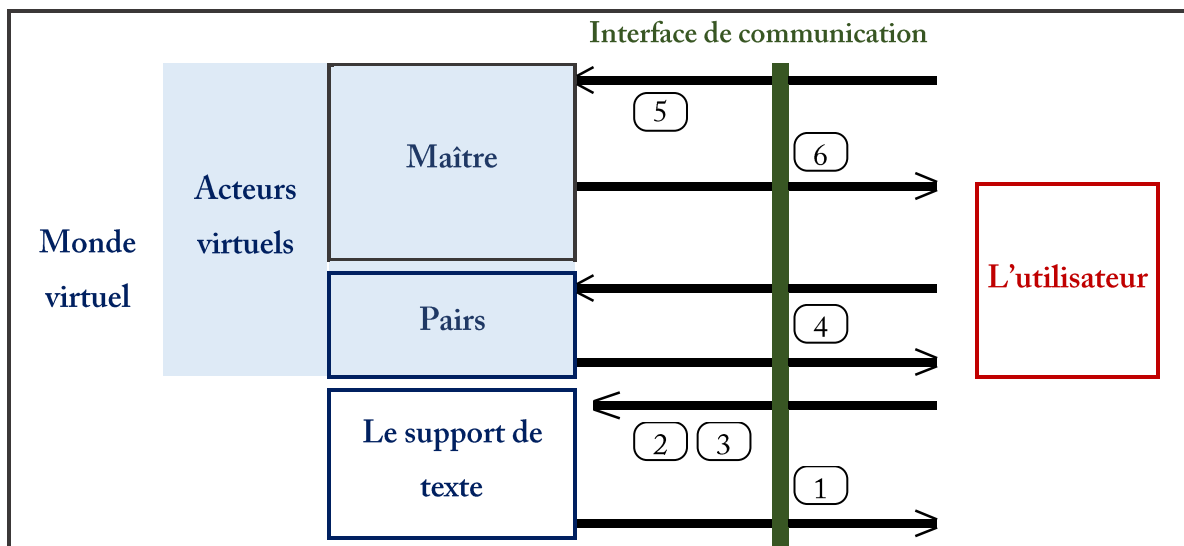 Interface de communication
5
Maître
6
Acteurs
virtuels
Monde
virtuel
L’utilisateur
Pairs
4
Le support de
texte
2
3
1